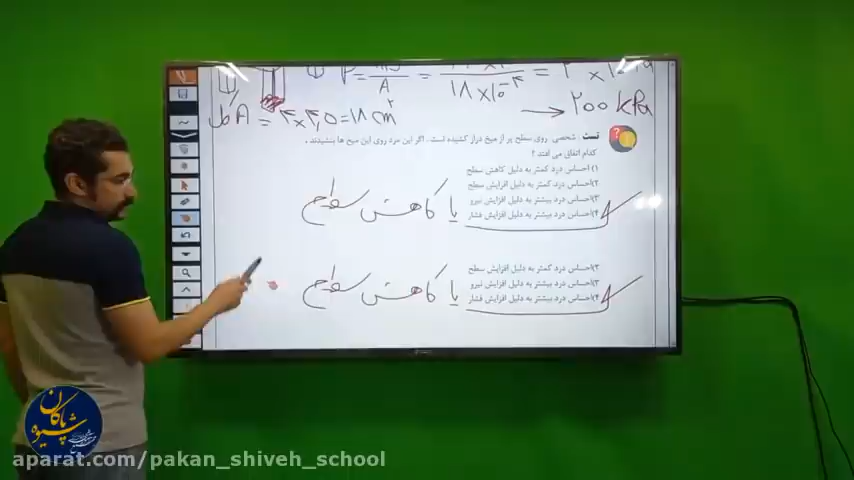 A = ۴×۴,۵ = ۱۸ cm²
A
۱۸×۱۰⁻⁴
→ ۲۰۰ kPa
تست . شخصی روی سطح پر از میخ دراز کشیده است. اگر این مرد روی این میخ ها بنشیند،
کدام اتفاق می افتد ؟
۱) احساس درد کمتر به دلیل کاهش سطح
۲) احساس درد کمتر به دلیل افزایش سطح
۳) احساس درد بیشتر به دلیل افزایش نیرو
۴) احساس درد بیشتر به دلیل افزایش فشار
یا کاهش سطح
۲) احساس درد کمتر به دلیل افزایش سطح
۳) احساس درد بیشتر به دلیل افزایش نیرو
۴) احساس درد بیشتر به دلیل افزایش فشار
یا کاهش سطح
پاکان
شیوه
aparat.com/pakan_shiveh_school